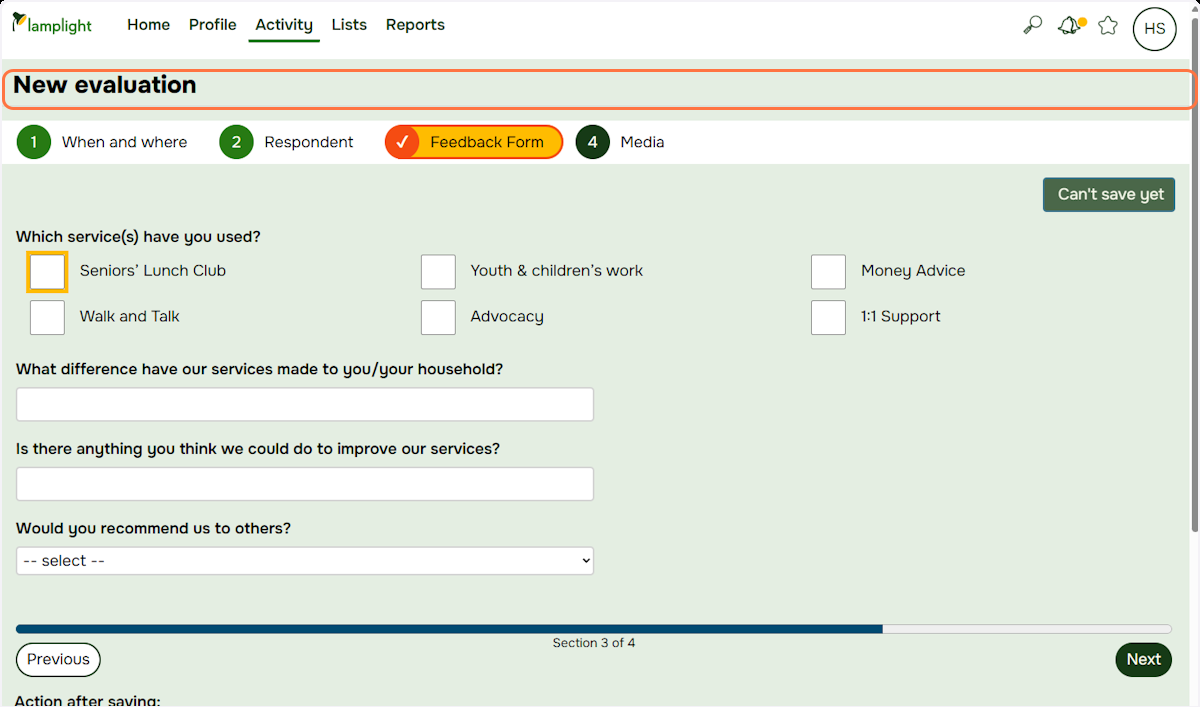 lamplight Home Profile Activity Lists Reports HS
New evaluation
1 When and where 2 Respondent ✓ Feedback Form 4 Media
Can't save yet
Which service(s) have you used?
Seniors’ Lunch Club Youth & children’s work Money Advice
Walk and Talk Advocacy 1:1 Support
What difference have our services made to you/your household?
Is there anything you think we could do to improve our services?
Would you recommend us to others?
-- select --
Section 3 of 4
Previous Next
Action after saving: